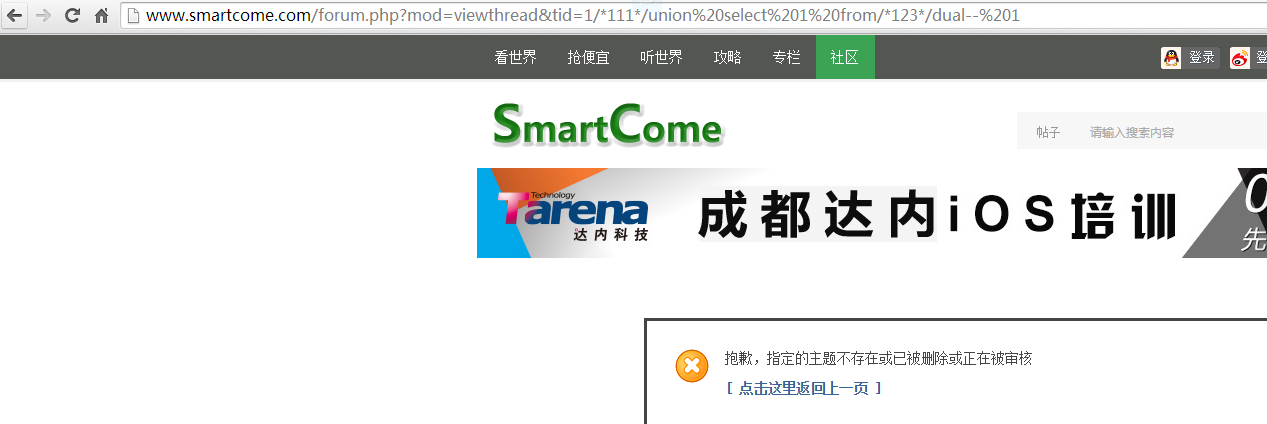 www.smartcome.com/forum.php?mod=viewthread&tid=1/*111*/union%20select%201%20from/*123*/dual--%201
看世界 抢便宜 听世界 攻略 专栏 社区 登录
SmartCome
帖子 请输入搜索内容
Technology
Tarena
达内科技
成都达内iOS培训
0
先
抱歉，指定的主题不存在或已被删除或正在被审核
[ 点击这里返回上一页 ]